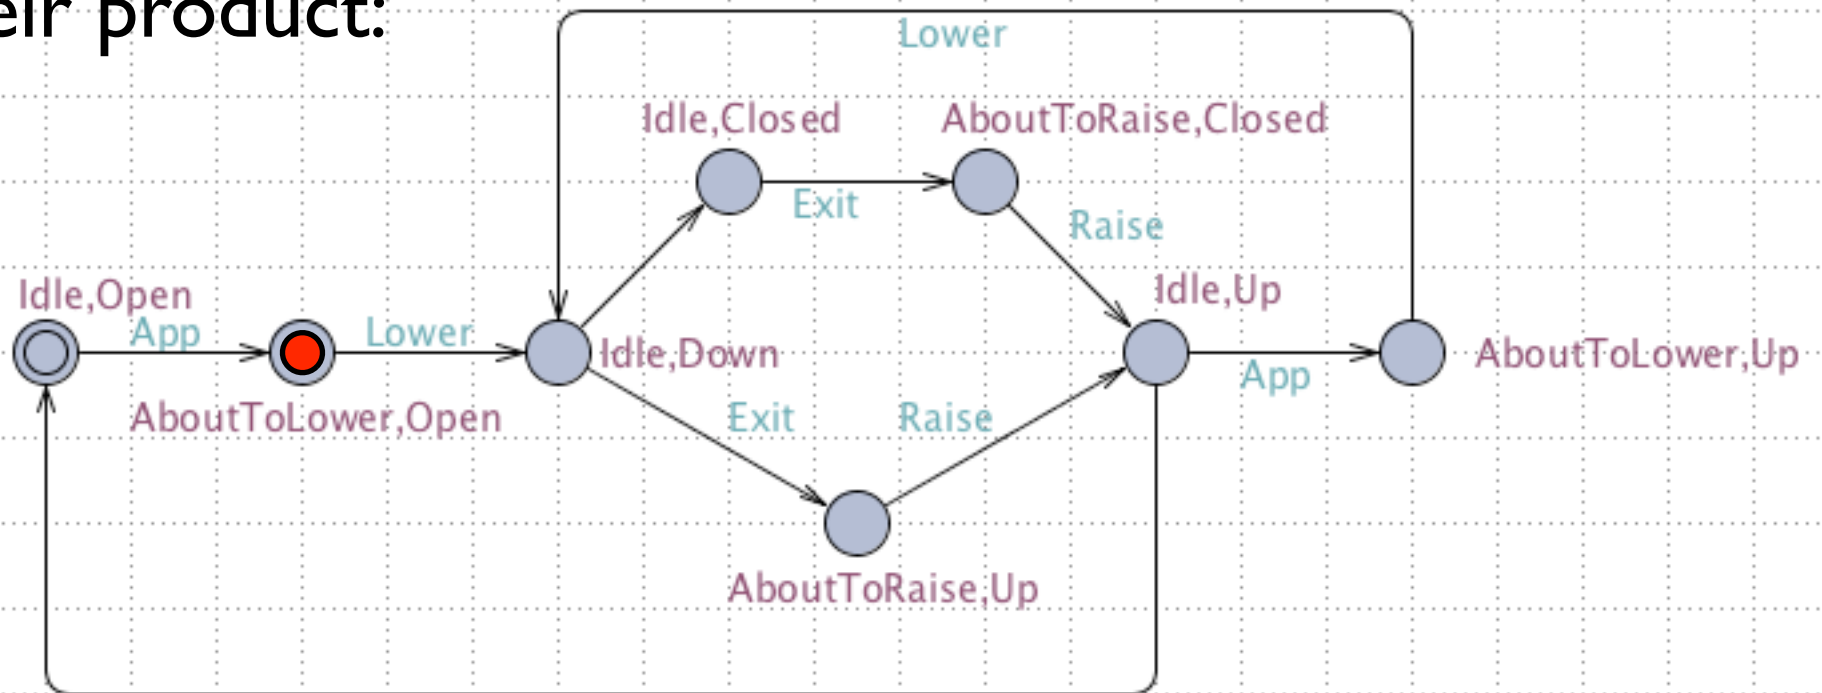 eir product:
Lower
Idle,Closed
AboutToRaise,Closed
Exit
Raise
Idle,Open
Idle,Up
App
Lower
Idle,Down
AboutToLower,Up
App
AboutToLower,Open
Exit
Raise
AboutToRaise,Up